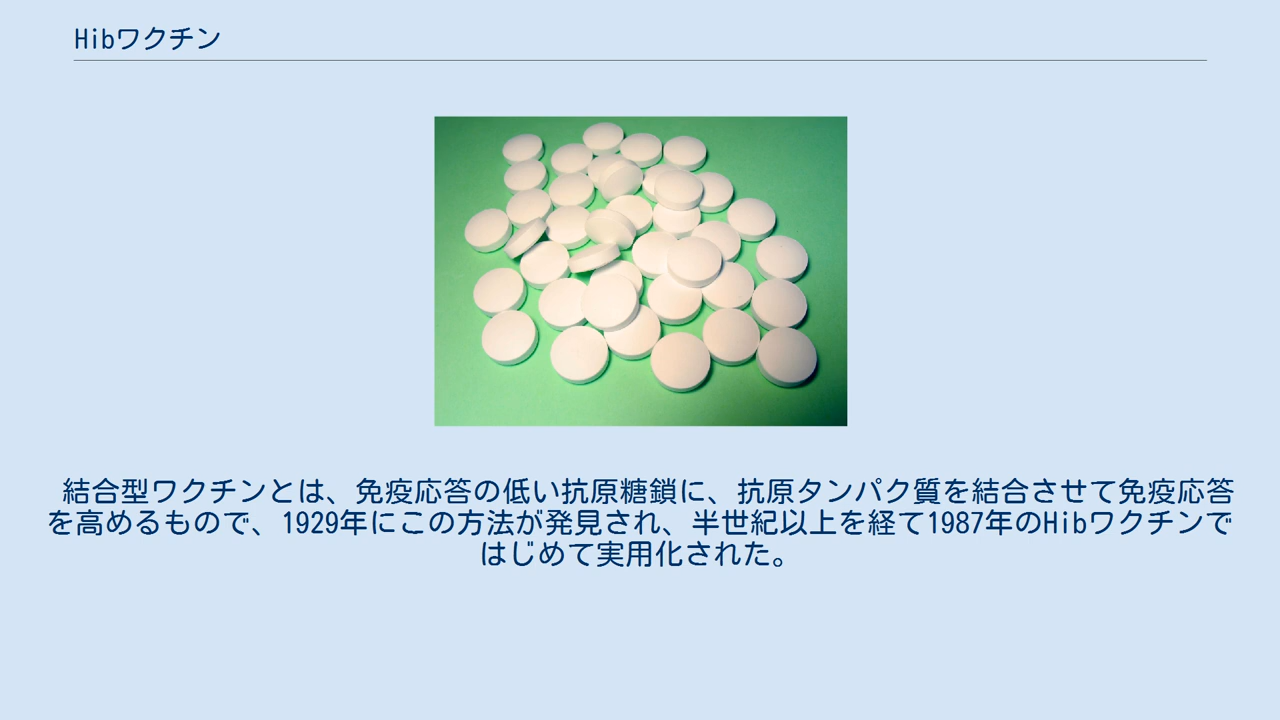 Hibワクチン
結合型ワクチンとは、免疫応答の低い抗原糖鎖に、抗原タンパク質を結合させて免疫応答
を高めるもので、1929年にこの方法が発見され、半世紀以上を経て1987年のHibワクチンで
はじめて実用化された。